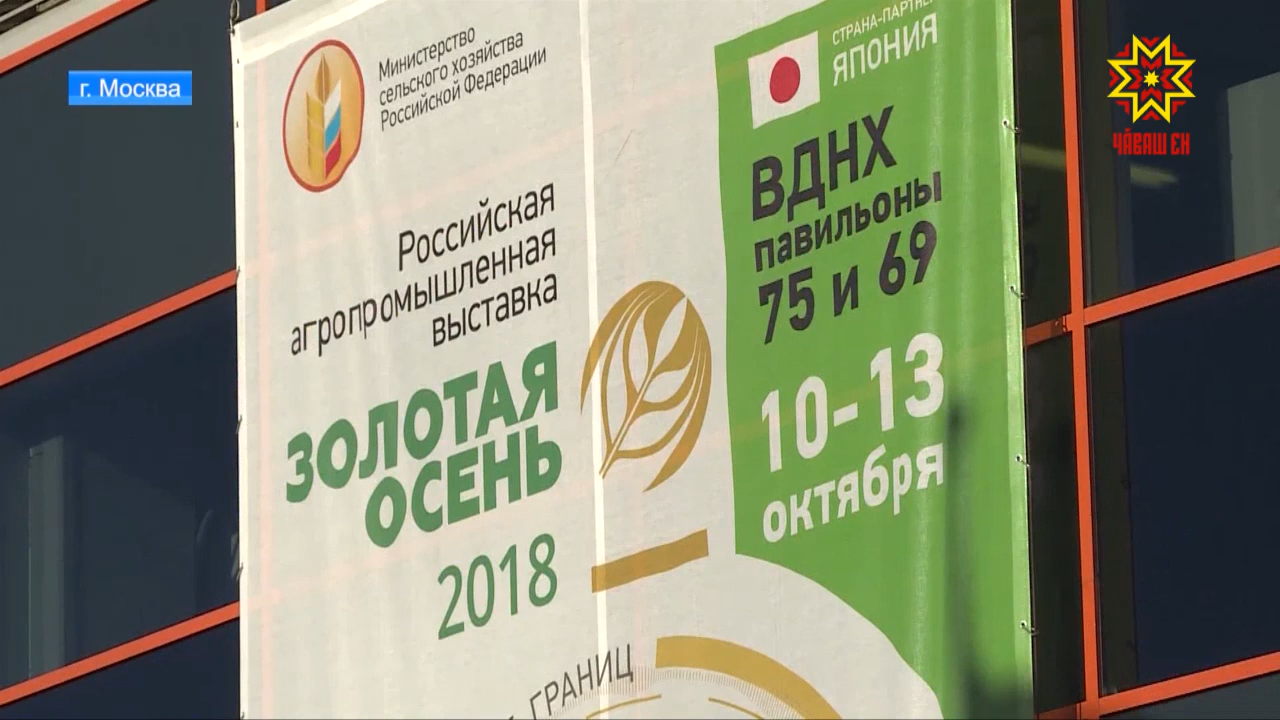 г. Москва
Министерство
сельского хозяйства
Российской Федерации
Российская
агропромышленная
выставка
ЗОЛОТАЯ
ОСЕНЬ
2018
ГРАНИЦ
СТРАНА-ПАРТНЕР
ЯПОНИЯ
ВДНХ
павильоны
75 и 69
10-13
октября
ЧӐВАШ ЕН